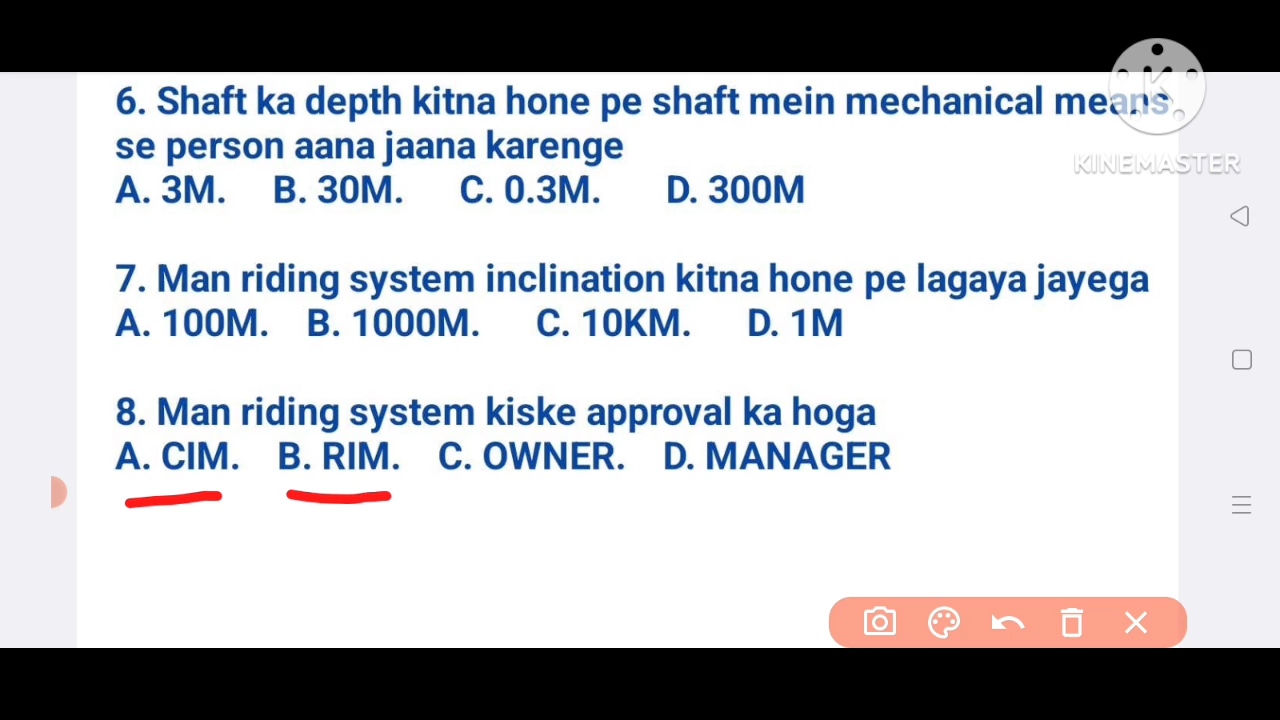 6. Shaft ka depth kitna hone pe shaft mein mechanical means
se person aana jaana karenge
A. 3M. B. 30M. C. 0.3M. D. 300M
7. Man riding system inclination kitna hone pe lagaya jayega
A. 100M. B. 1000M. C. 10KM. D. 1M
8. Man riding system kiske approval ka hoga
A. CIM. B. RIM. C. OWNER. D. MANAGER
K
KINEMASTER